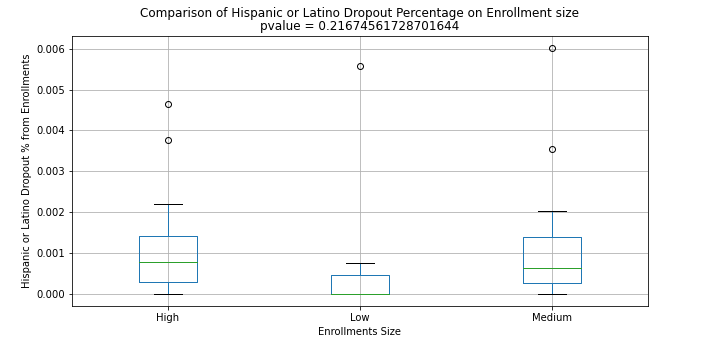 Comparison of Hispanic or Latino Dropout Percentage on Enrollment size
pvalue = 0.21674561728701644
Hispanic or Latino Dropout % from Enrollments
0.006
0.005
0.004
0.003
0.002
0.001
0.000
High
Low
Medium
Enrollments Size